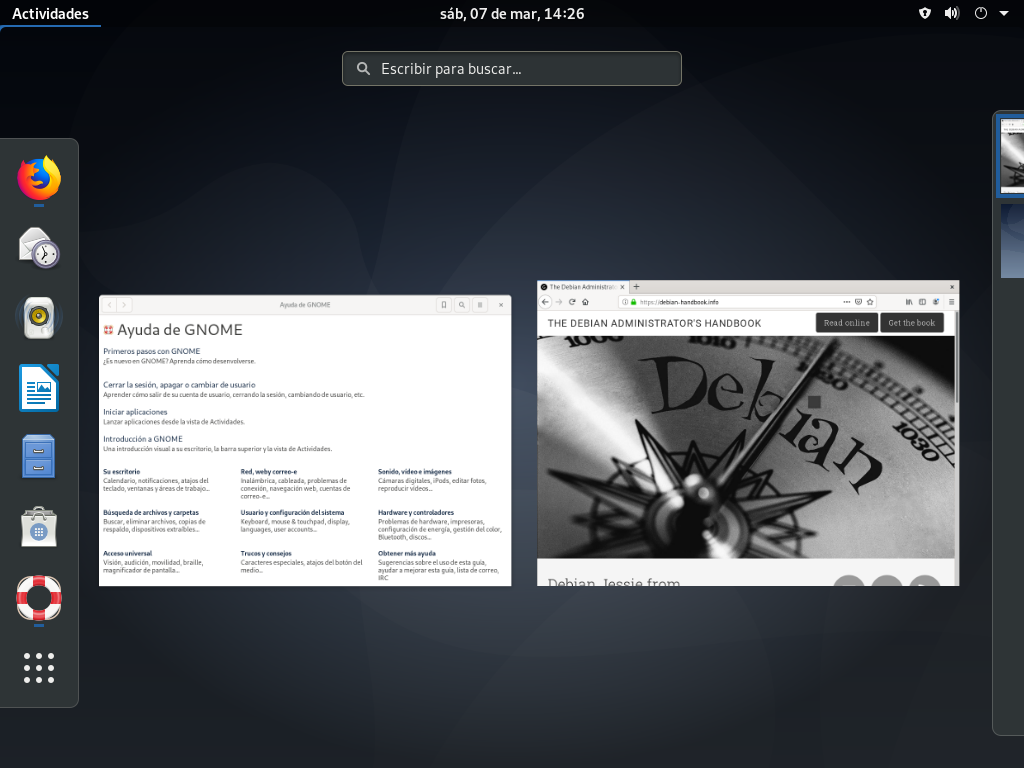 Actividades
sáb, 07 de mar, 14:26
Escribir para buscar...
Ayuda de GNOME
Ayuda de GNOME
Primeros pasos con GNOME
¿Es nuevo en GNOME? Aprenda cómo desenvolverse.
Cerrar la sesión, apagar o cambiar de usuario
Aprender cómo salir de su cuenta de usuario, cerrando la sesión, cambiando de usuario, etc.
Iniciar aplicaciones
Lanzar aplicaciones desde la vista de Actividades.
Introducción a GNOME
Una introducción visual a su escritorio, la barra superior y la vista de Actividades.
Su escritorio
Calendario, notificaciones, atajos del
teclado, ventanas y áreas de trabajo...
Red, web y correo-e
Inalámbrica, cableada, problemas de
conexión, navegación web, cuentas de
correo-e...
Sonido, vídeo e imágenes
Cámaras digitales, iPods, editar fotos,
reproducir vídeos...
Búsqueda de archivos y carpetas
Buscar, eliminar archivos, copias de
respaldo, dispositivos extraíbles...
Usuario y configuración del sistema
Keyboard, mouse & touchpad, display,
languages, user accounts...
Hardware y controladores
Problemas de hardware, impresoras,
configuración de energía, gestión del color,
Bluetooth, discos...
Acceso universal
Visión, audición, movilidad, braille,
magnificador de pantalla...
Trucos y consejos
Caracteres especiales, atajos del botón del
medio...
Obtener más ayuda
Sugerencias sobre el uso de esta guía,
ayudar a mejorar esta guía, lista de correo,
IRC
The Debian Administrat
https://debian-handbook.info
THE DEBIAN ADMINISTRATOR'S HANDBOOK
Read online
Get the book
1010
1000
Debian
1050
1030
Debian Jessie from